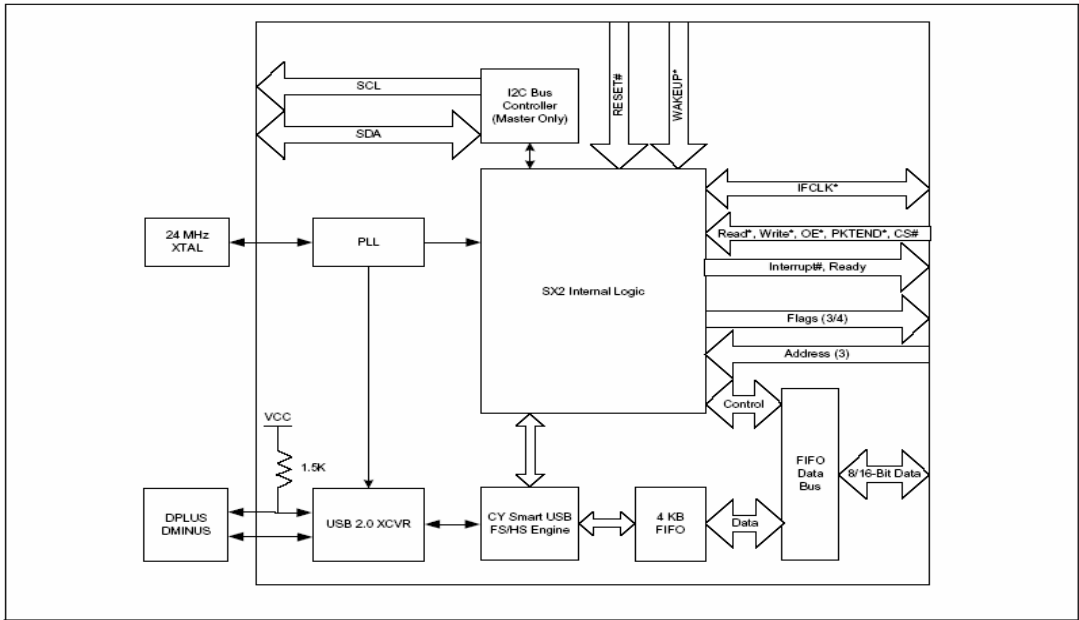 SCL
I2C Bus
Controller
(Master Only)
SDA
RESET#
WAKEUP*
IFCLK*
24 MHz
XTAL
PLL
Read*, Write*, OE*, PKTEND*, CS#
Interrupt#, Ready
SX2 Internal Logic
Flags (3/4)
Address (3)
VCC
1.5K
Control
FIFO
Data
Bus
8/16-Bit Data
DPLUS
DMINUS
USB 2.0 XCVR
CY Smart USB
FS/HS Engine
4 KB
FIFO
Data